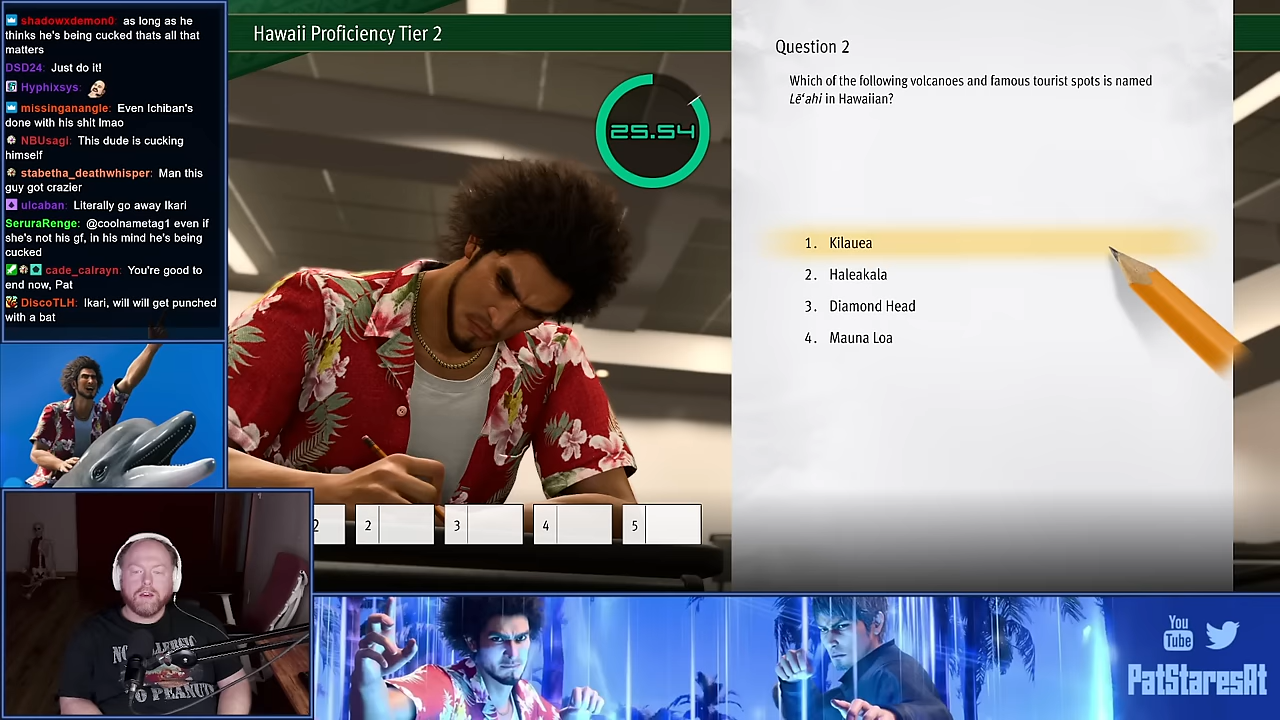 shadowxdemon0: as long as he
thinks he's being cucked thats all that
matters
DSD24: Just do it!
Hyphixsys:
missinganangle: Even Ichiban's
done with his sh!t lmao
NBUsagi: This dude is cucking
himself
stabetha_deathwhisper: Man this
guy got crazier
ulcaban: Literally go away Ikari
SeruraRenge: @coolnametag1 even if
she's not his gf, in his mind he's being
cucked
cade_calrayn: You're good to
end now, Pat
DiscoTLH: Ikari, will will get punched
with a bat
Hawaii Proficiency Tier 2
25.54
Question 2
Which of the following volcanoes and famous tourist spots is named
Lēʻahi in Hawaiian?
1. Kilauea
2. Haleakala
3. Diamond Head
4. Mauna Loa
2
2
3
4
5
You
Tube
PatStaresAt